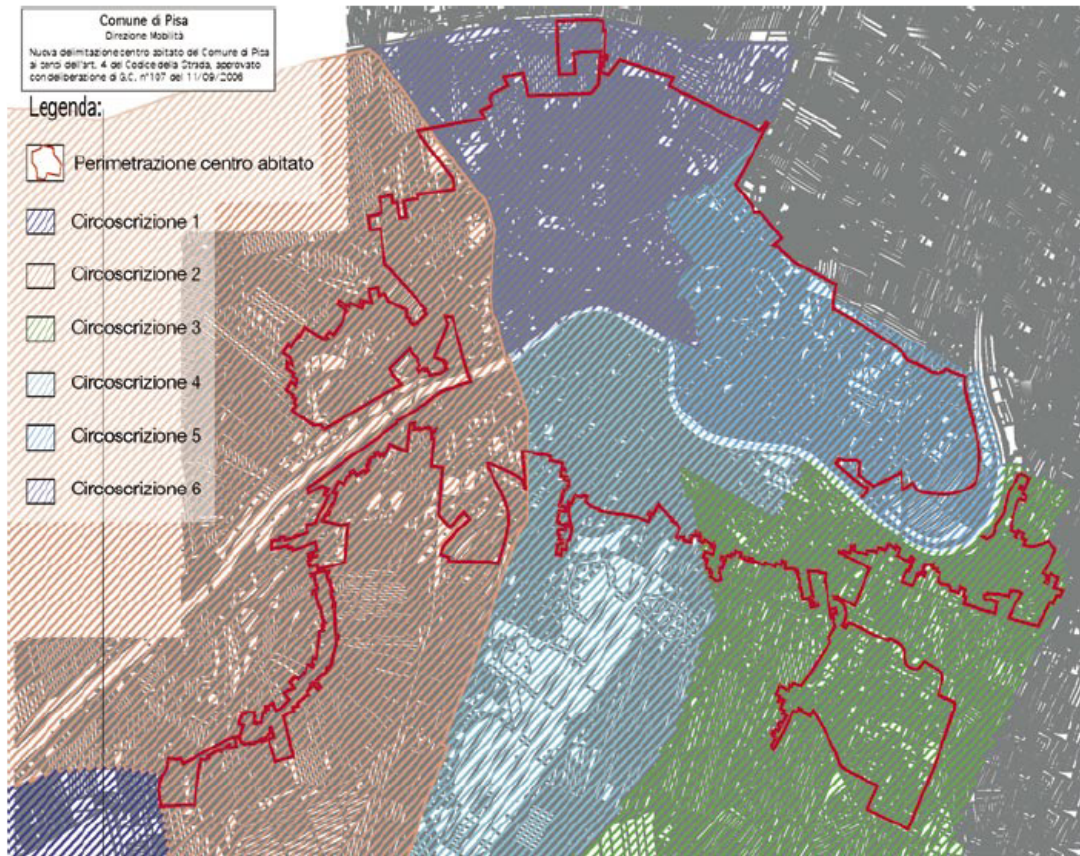 Comune di Pisa
Direzione Mobilità
Nuova delimitazione centro abitato del Comune di Pisa
ai sensi dell'art. 4 del Codice della Strada, approvato
con deliberazione di G.C. n°107 del 11/09/2006
Legenda:
Perimetrazione centro abitato
Circoscrizione 1
Circoscrizione 2
Circoscrizione 3
Circoscrizione 4
Circoscrizione 5
Circoscrizione 6